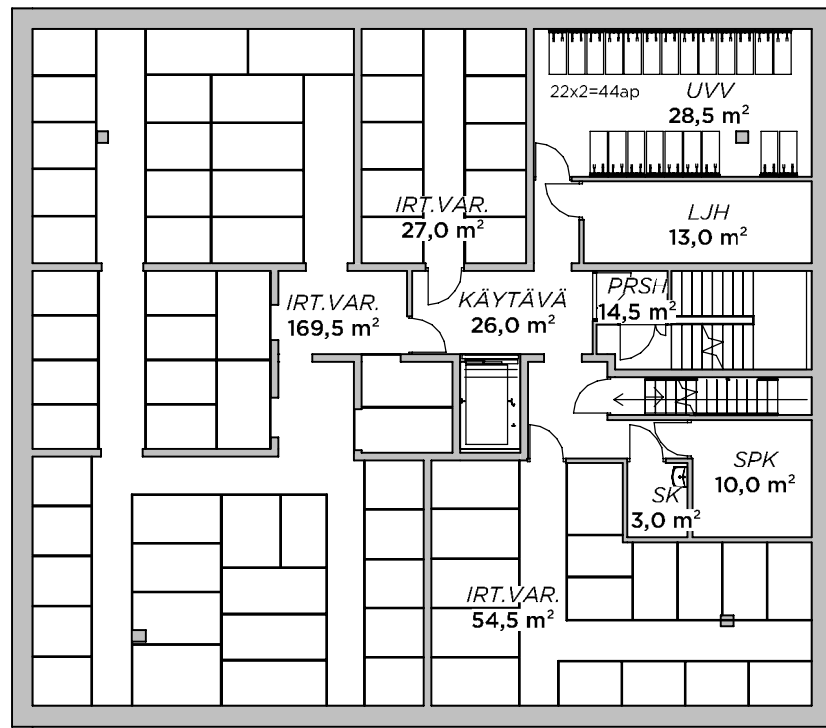 22x2=44ap
UVV
28,5 m²
IRT.VAR.
27,0 m²
LJH
13,0 m²
IRT.VAR.
169,5 m²
KÄYTÄVÄ
26,0 m²
PRSH
14,5 m²
SPK
10,0 m²
SK
3,0 m²
IRT.VAR.
54,5 m²